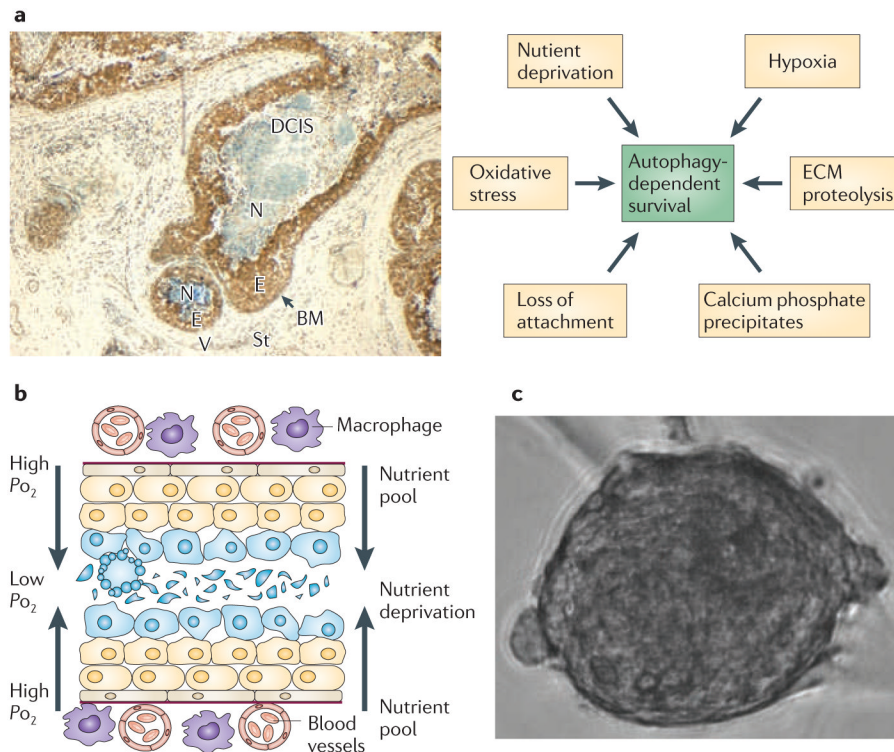 a
DCIS
N
N
E
E
V
St
BM
Nutient
deprivation
Hypoxia
Oxidative
stress
Autophagy-
dependent
survival
ECM
proteolysis
Loss of
attachment
Calcium phosphate
precipitates
b
Macrophage
High
Po2
Nutrient
pool
Low
Po2
Nutrient
deprivation
High
Po2
Blood
vessels
Nutrient
pool
c